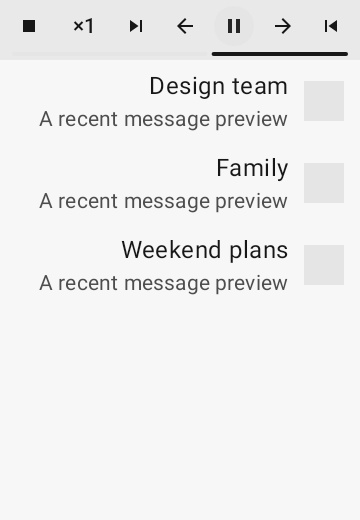 ×1
Design team
A recent message preview
Family
A recent message preview
Weekend plans
A recent message preview